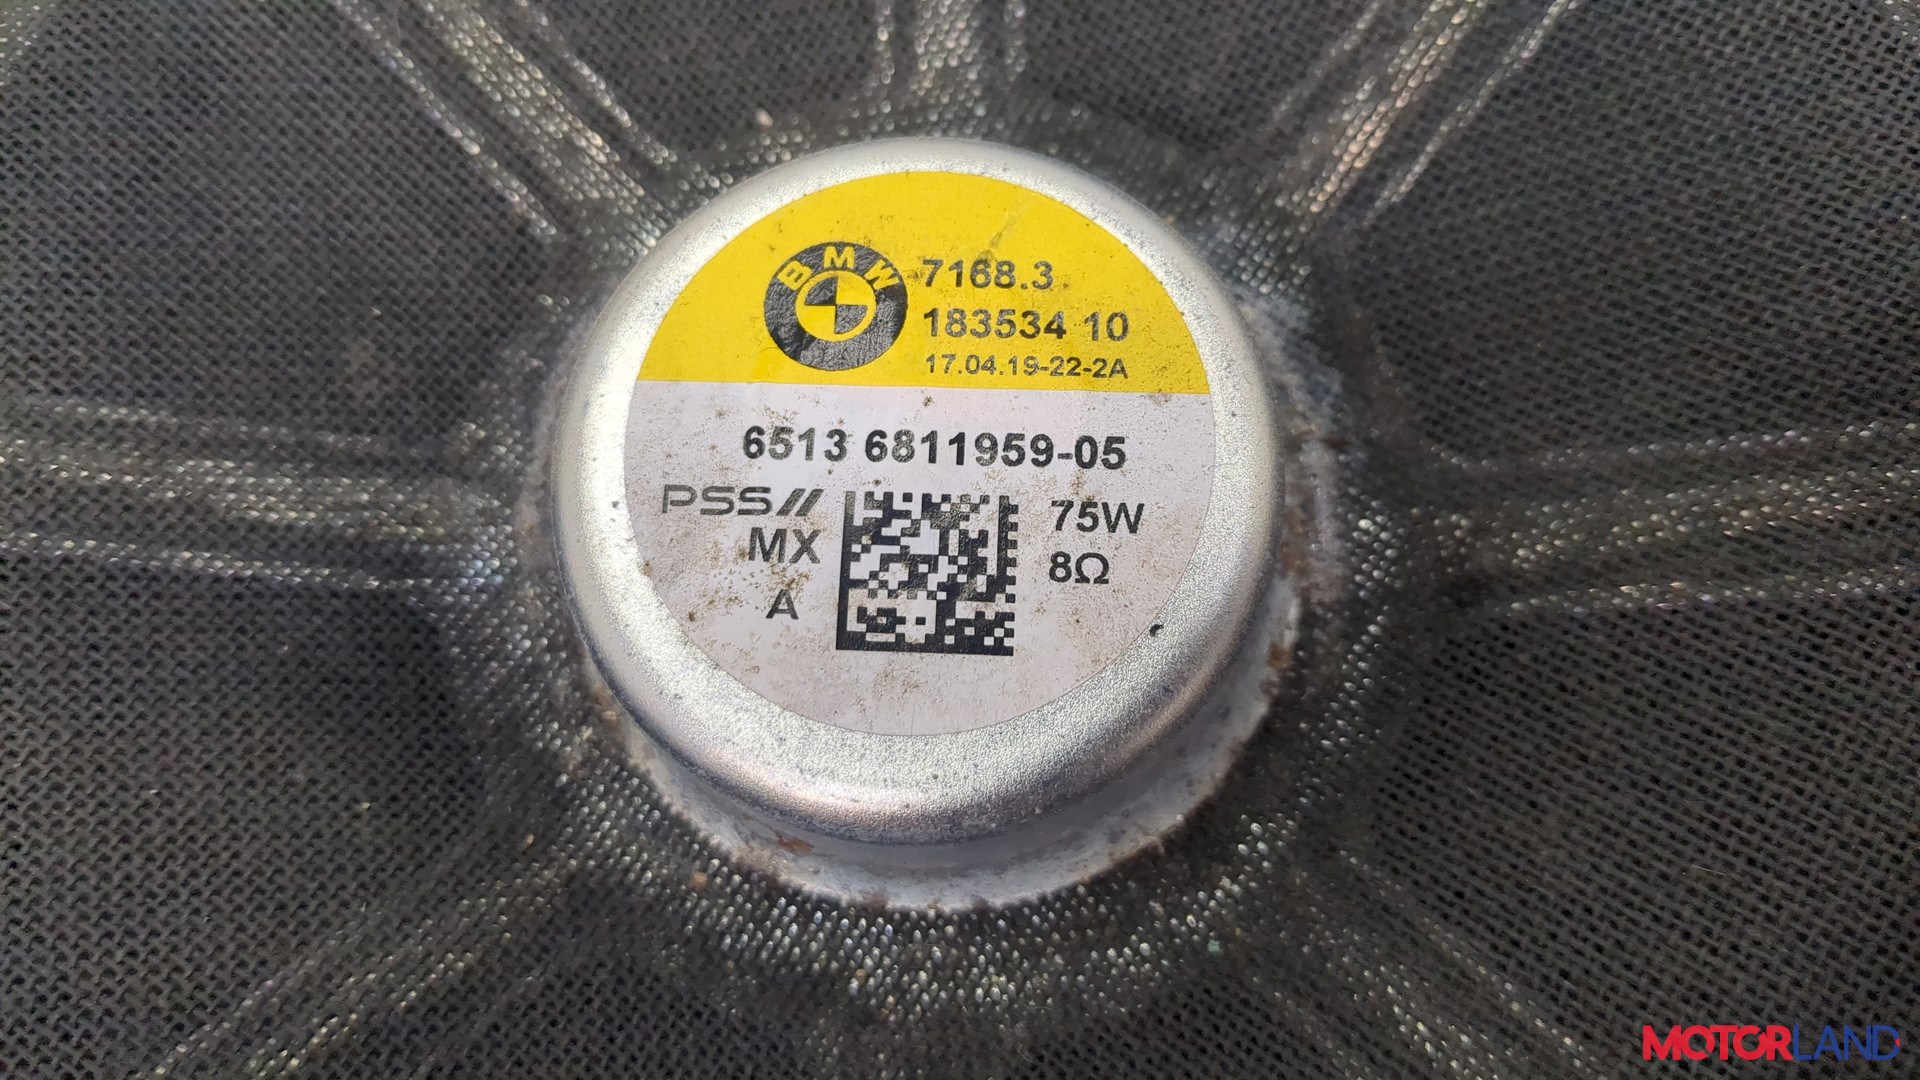 BMW
7168.3
183534 10
17.04.19-22-2A
6513 6811959-05
PSS//
MX
A
75W
8Ω
MOTORLAND